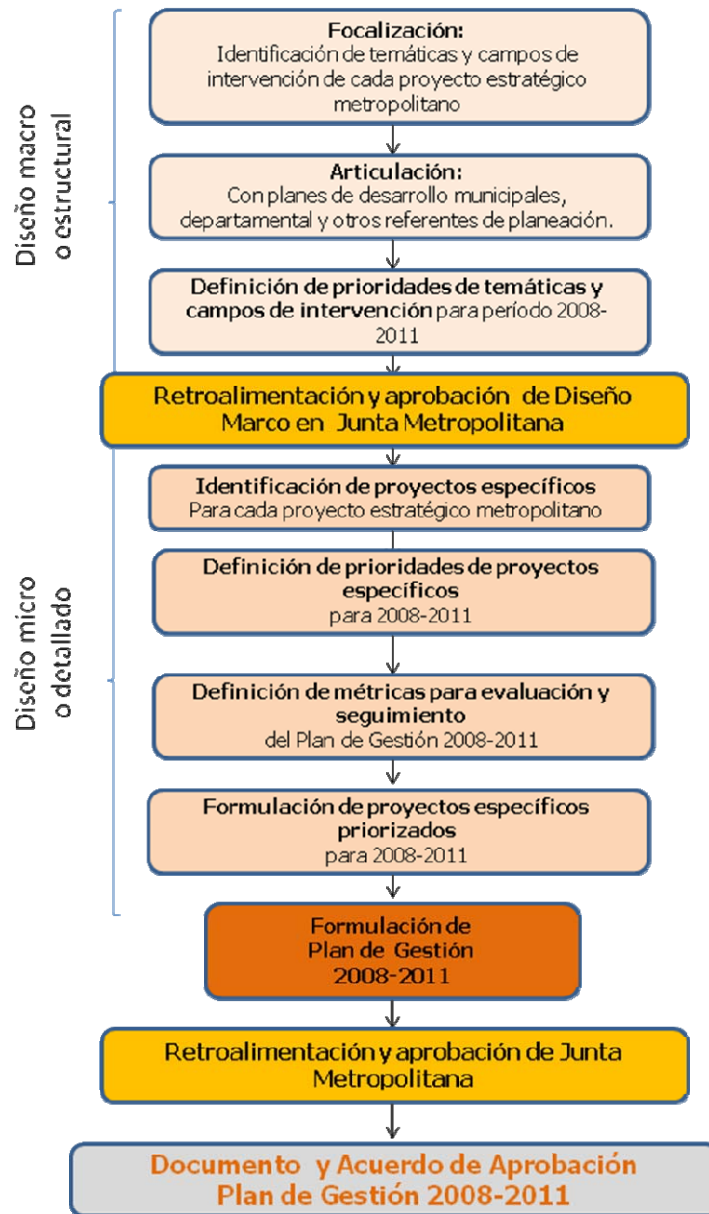 Diseño macro
o estructural
Focalización:
Identificación de temáticas y campos de
intervención de cada proyecto estratégico
metropolitano
Articulación:
Con planes de desarrollo municipales,
departamental y otros referentes de planeación.
Definición de prioridades de temáticas y
campos de intervención para período 2008-
2011
Retroalimentación y aprobación de Diseño
Marco en Junta Metropolitana
Diseño micro
o detallado
Identificación de proyectos específicos
Para cada proyecto estratégico metropolitano
Definición de prioridades de proyectos
específicos
para 2008-2011
Definición de métricas para evaluación y
seguimiento
del Plan de Gestión 2008-2011
Formulación de proyectos específicos
priorizados
para 2008-2011
Formulación de
Plan de Gestión
2008-2011
Retroalimentación y aprobación de Junta
Metropolitana
Documento y Acuerdo de Aprobación
Plan de Gestión 2008-2011